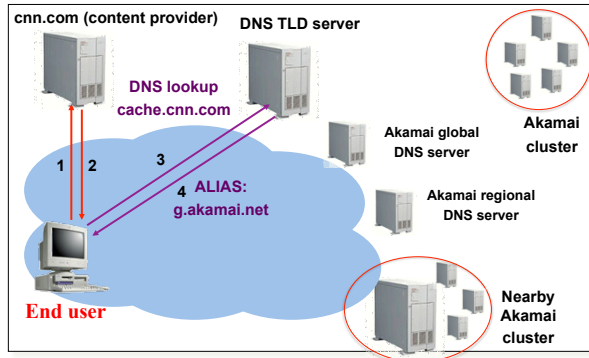 cnn.com (content provider)
DNS TLD server
DNS lookup
cache.cnn.com
Akamai
cluster
Akamai global
DNS server
1
2
3
4
ALIAS:
g.akamai.net
Akamai regional
DNS server
End user
Nearby
Akamai
cluster